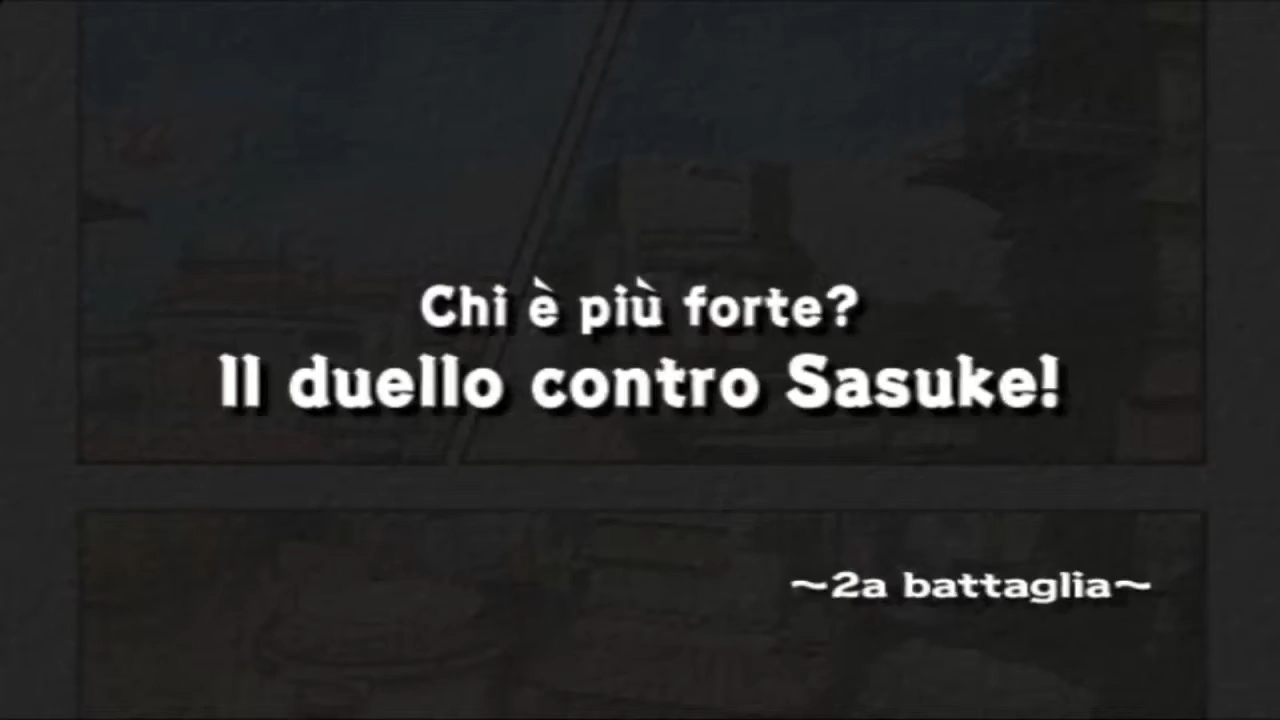 Chi è più forte?
Il duello contro Sasuke!
~2a battaglia~